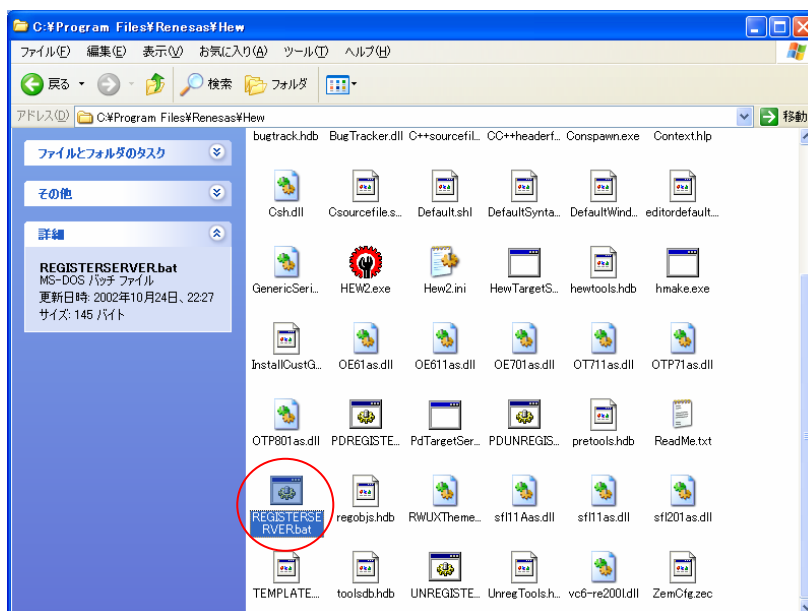 C:¥Program Files¥Renesas¥Hew
ファイル(F) 編集(E) 表示(V) お気に入り(A) ツール(T) ヘルプ(H)
戻る 検索 フォルダ
アドレス(D) C:¥Program Files¥Renesas¥Hew 移動
ファイルとフォルダのタスク
その他
詳細
REGISTERSERVER.bat
MS-DOS バッチ ファイル
更新日時: 2002年10月24日、22:27
サイズ: 145 バイト
bugtrack.hdb BugTracker.dll C++sourcefil... CC++headerf... Conspawn.exe Context.hlp
Csh.dll Csourcefile.s... Default.shl DefaultSynta... DefaultWind... editordefault...
GenericSeri... HEW2.exe Hew2.ini HewTargetS... hewtools.hdb hmake.exe
InstallCustG... OE61as.dll OE611as.dll OE701as.dll OT711as.dll OTP71as.dll
OTP801as.dll PDREGISTE... PdTargetSer... PDUNREGIS... pretools.hdb ReadMe.txt
REGISTERSE
RVER.bat
regobjs.hdb RWUXTheme... sfl11Aas.dll sfl11as.dll sfl201as.dll
TEMPLATE... toolsdb.hdb UNREGISTE... UnregTools.h... vc6-re200l.dll ZemCfg.zec